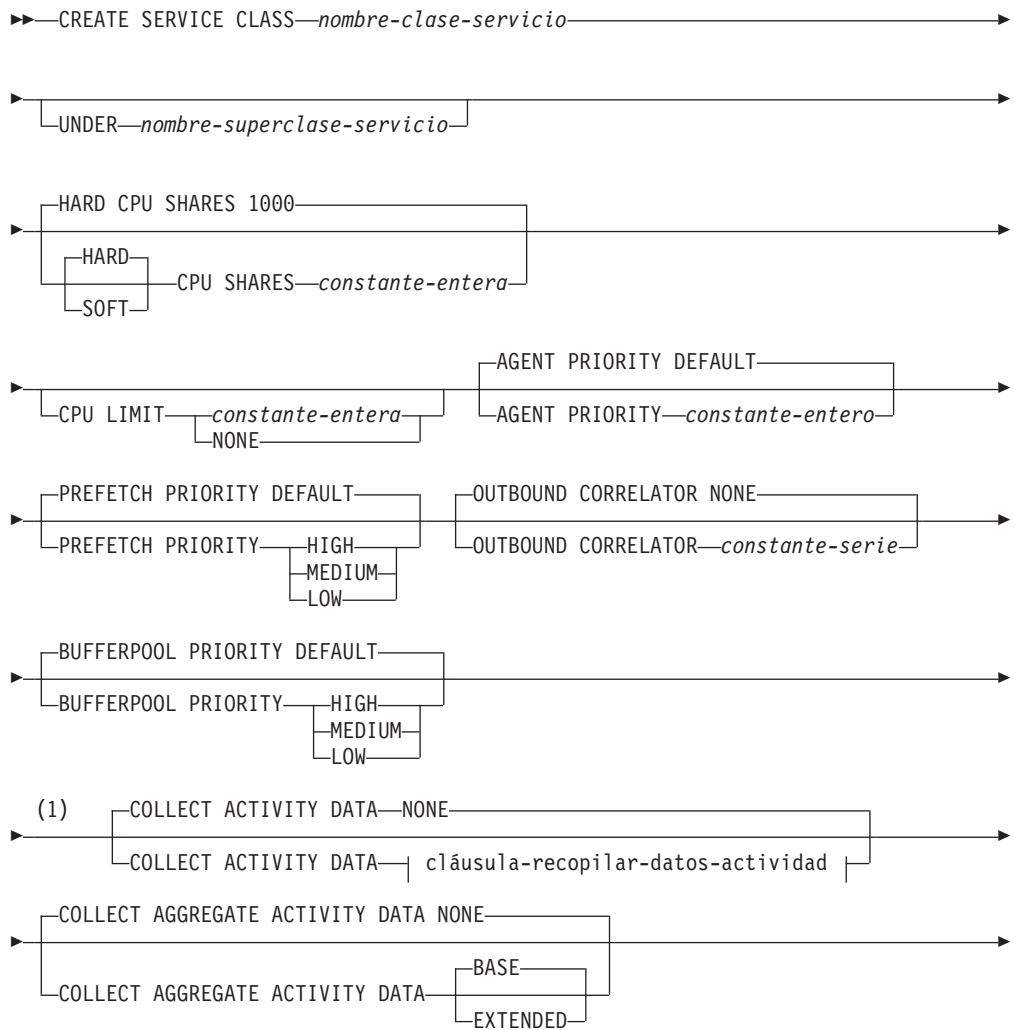 CREATE SERVICE CLASS nombre-clase-servicio
UNDER nombre-superclase-servicio
HARD CPU SHARES 1000
HARD
CPU SHARES constante-entera
SOFT
AGENT PRIORITY DEFAULT
CPU LIMIT constante-entera
AGENT PRIORITY constante-entero
NONE
PREFETCH PRIORITY DEFAULT
OUTBOUND CORRELATOR NONE
PREFETCH PRIORITY HIGH
OUTBOUND CORRELATOR constante-serie
MEDIUM
LOW
BUFFERPOOL PRIORITY DEFAULT
BUFFERPOOL PRIORITY HIGH
MEDIUM
LOW
(1) COLLECT ACTIVITY DATA NONE
COLLECT ACTIVITY DATA cláusula-recopilar-datos-actividad
COLLECT AGGREGATE ACTIVITY DATA NONE
BASE
COLLECT AGGREGATE ACTIVITY DATA
EXTENDED